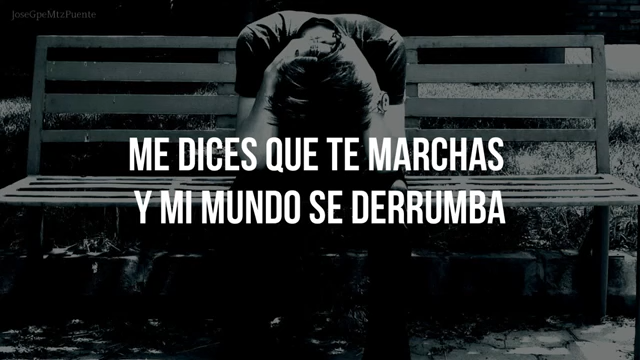 JoseGpeMtzPuente
ME DICES QUE TE MARCHAS
Y MI MUNDO SE DERRUMBA